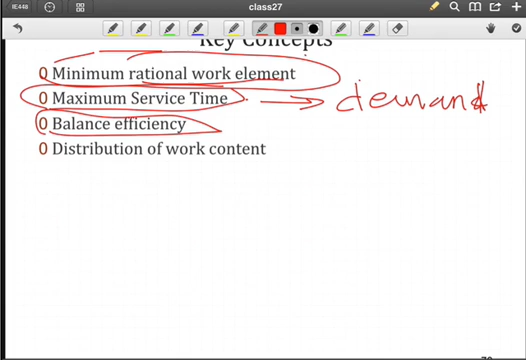 IE448
class27
Key Concepts
0 Minimum rational work element
0 Maximum Service Time → demand
0 Balance efficiency
0 Distribution of work content